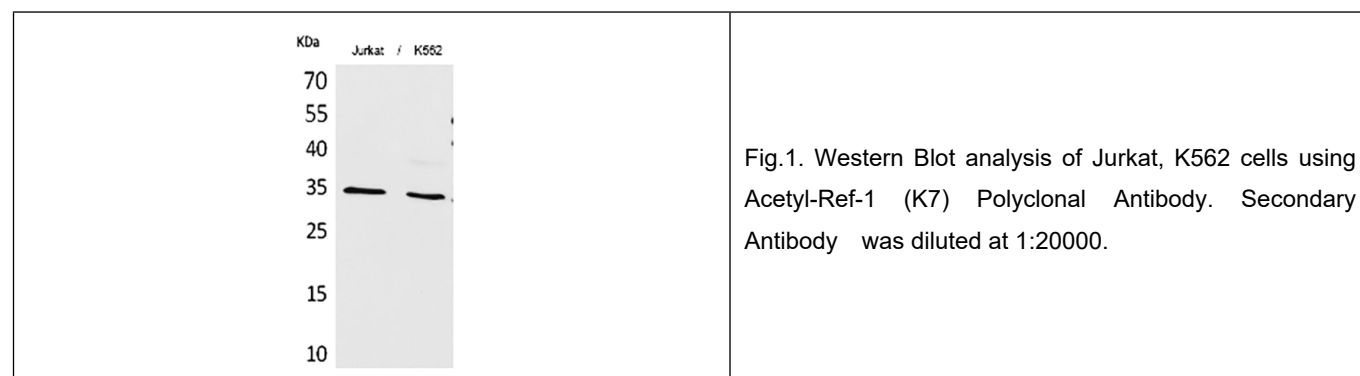 KDa
Jurkat / K562
70
55
40
35
25
15
10
Fig.1. Western Blot analysis of Jurkat, K562 cells using
Acetyl-Ref-1 (K7) Polyclonal Antibody. Secondary
Antibody was diluted at 1:20000.